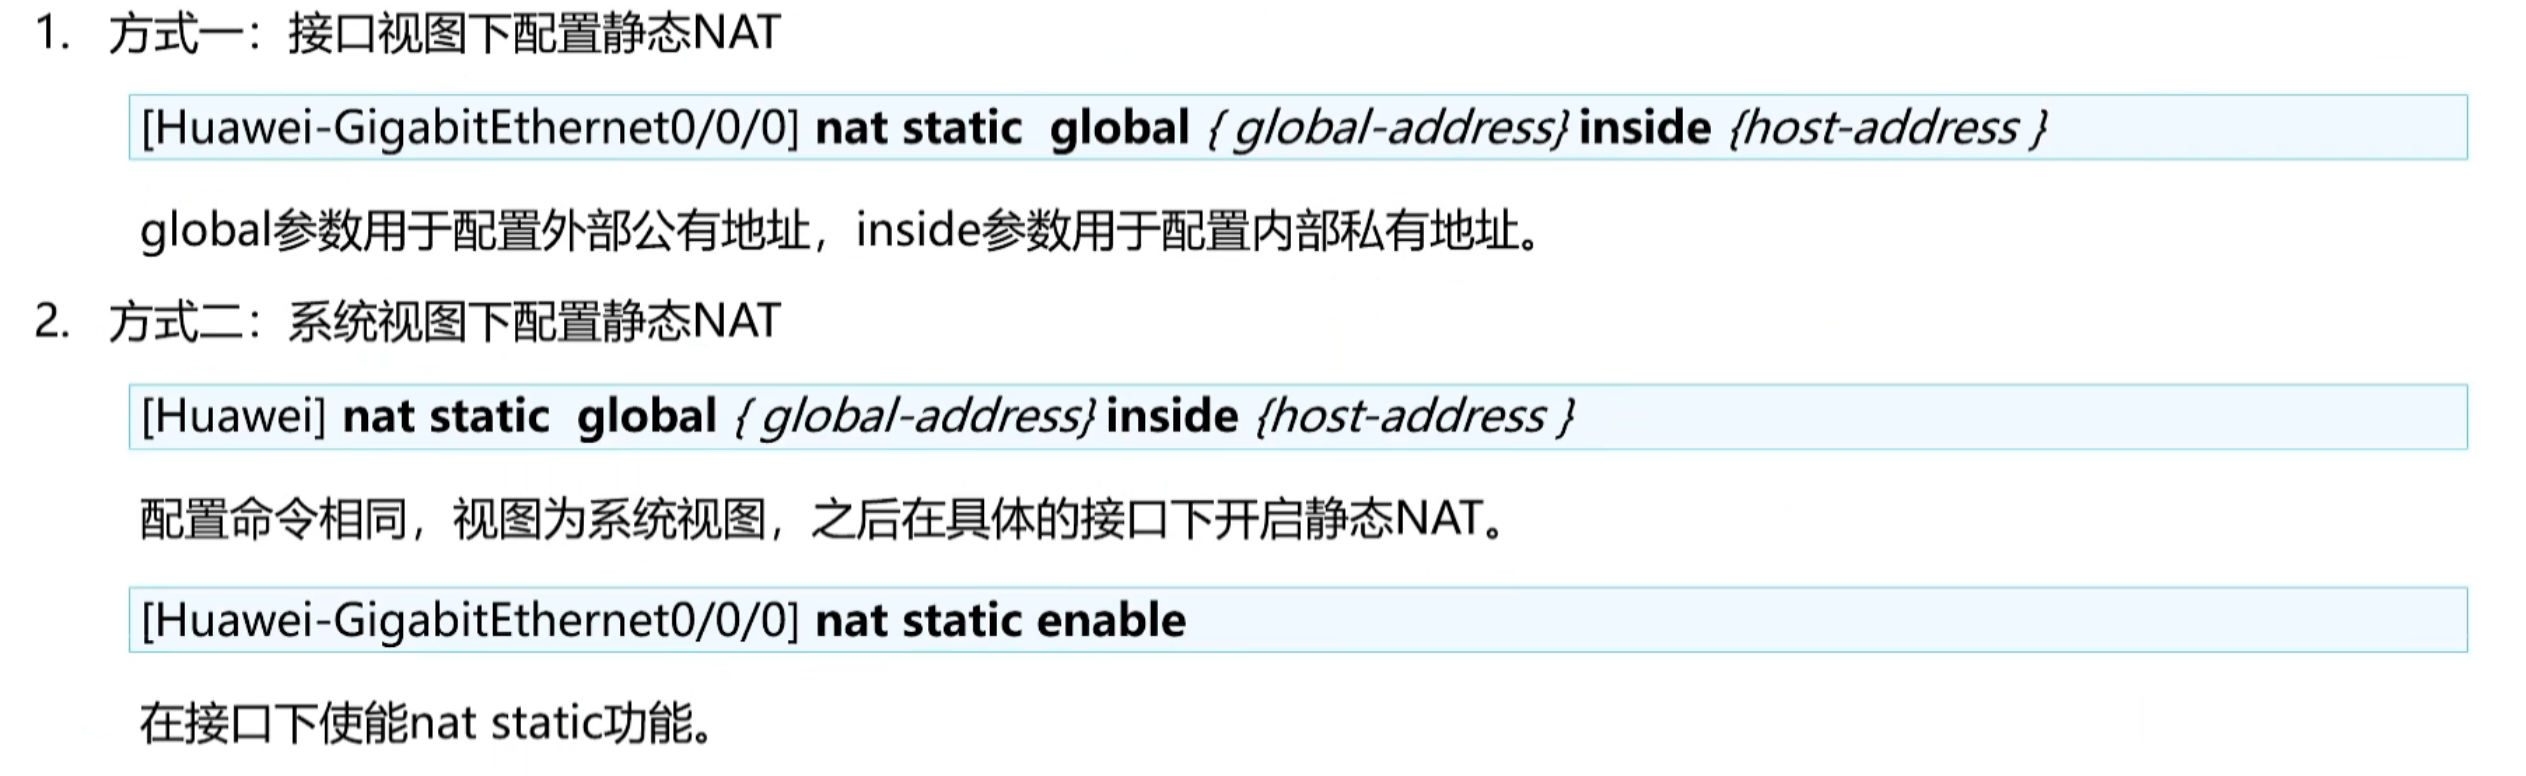 1. 方式一：接口视图下配置静态NAT
[Huawei-GigabitEthernet0/0/0] nat static  global { global-address} inside {host-address }
global参数用于配置外部公有地址，inside参数用于配置内部私有地址。
2. 方式二：系统视图下配置静态NAT
[Huawei] nat static  global { global-address} inside {host-address }
配置命令相同，视图为系统视图，之后在具体的接口下开启静态NAT。
[Huawei-GigabitEthernet0/0/0] nat static enable
在接口下使能nat static功能。